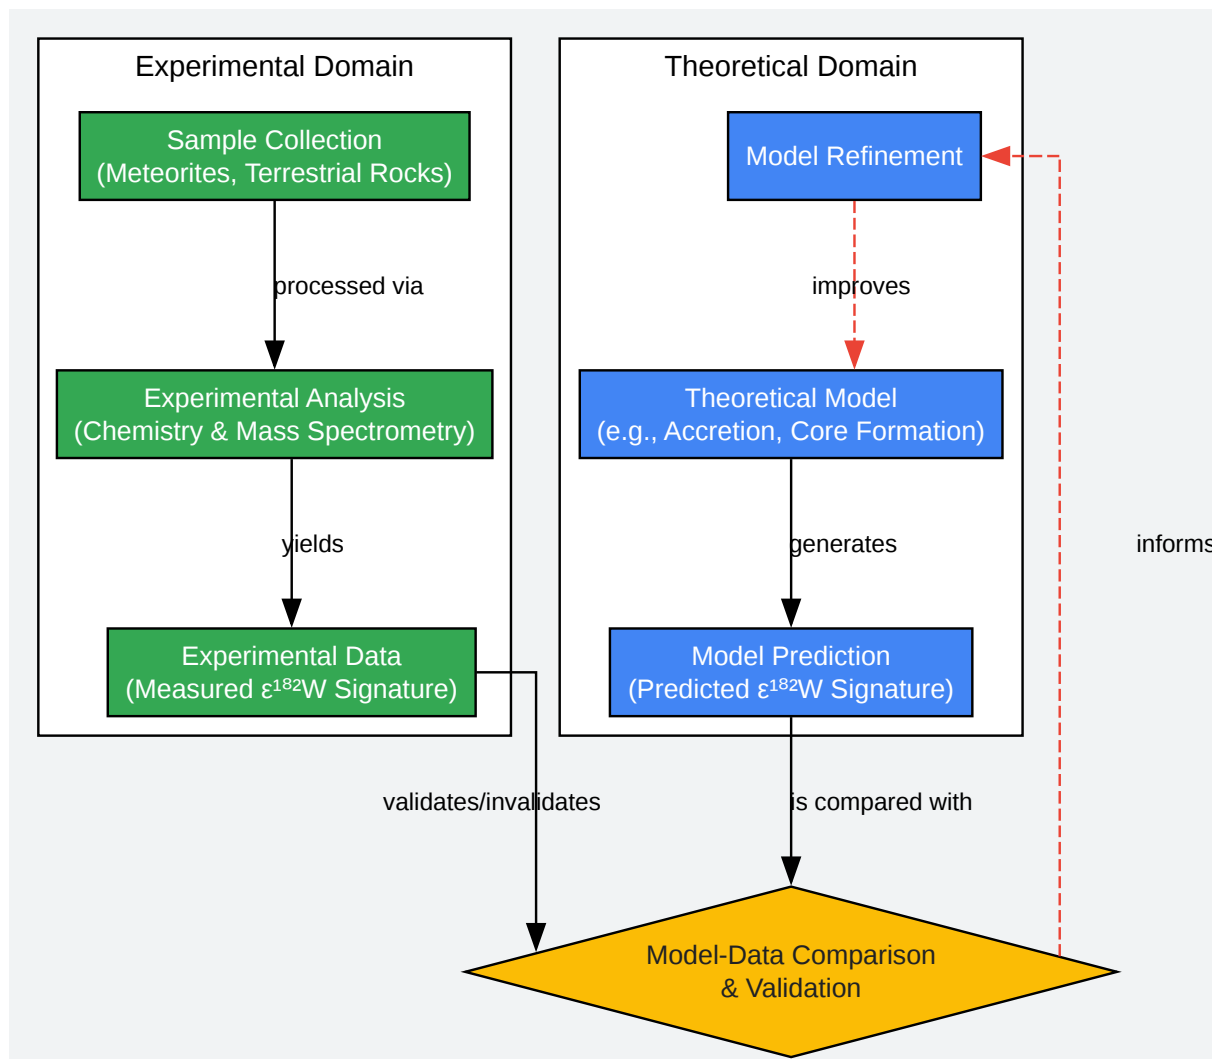 Experimental Domain
Sample Collection
(Meteorites, Terrestrial Rocks)
processed via
Experimental Analysis
(Chemistry & Mass Spectrometry)
yields
Experimental Data
(Measured ε¹⁸²W Signature)
validates/invalidates
Theoretical Domain
Model Refinement
improves
Theoretical Model
(e.g., Accretion, Core Formation)
generates
Model Prediction
(Predicted ε¹⁸²W Signature)
is compared with
informs
Model-Data Comparison
& Validation